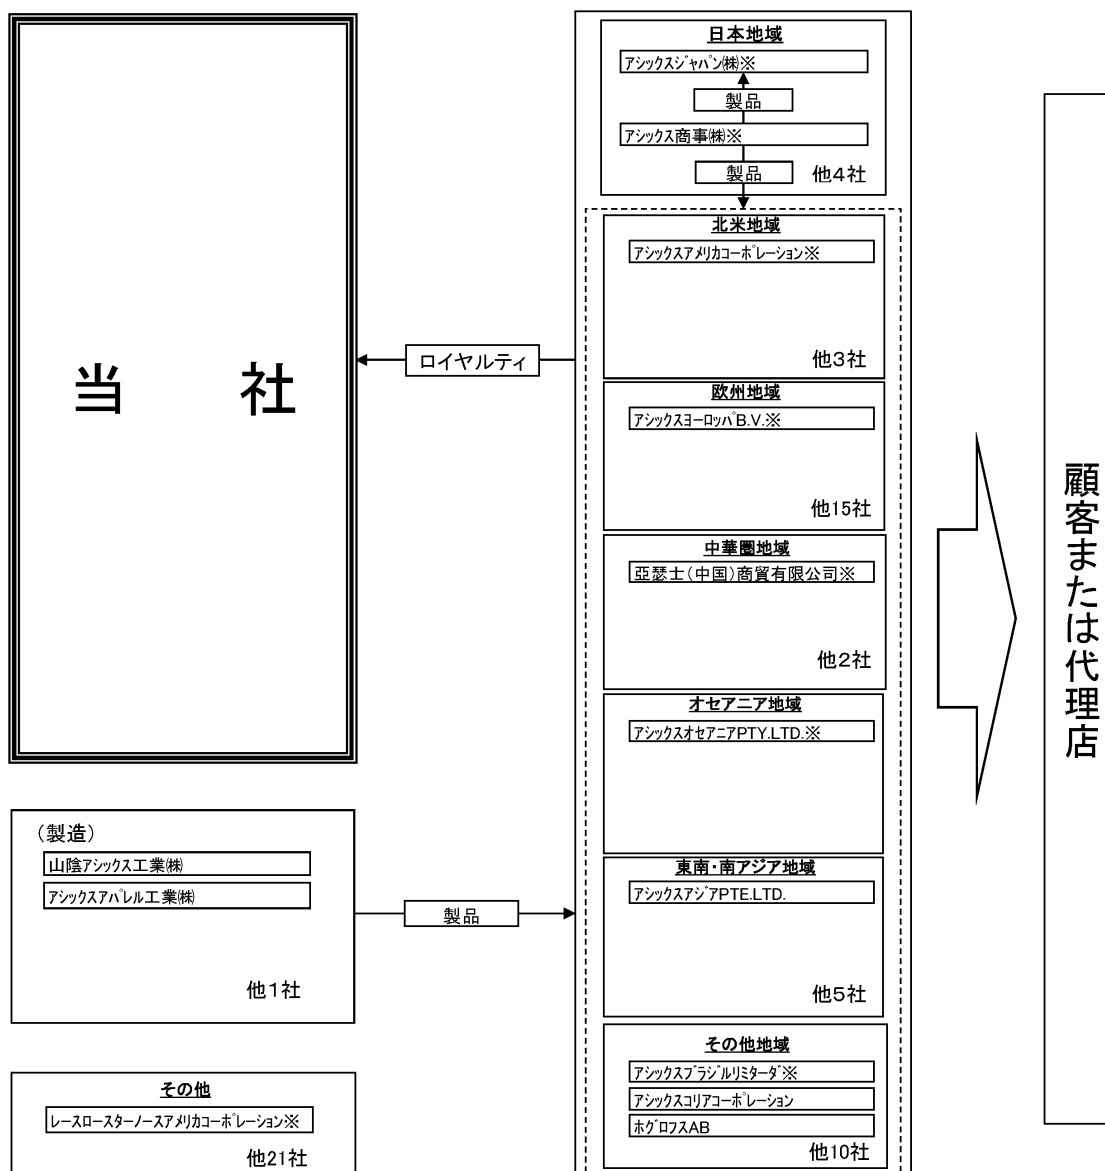 当 社
(製造)
山陰アシックス工業㈱
アシックスアパレル工業㈱
他1社
その他
レースロースターノースアメリカコーポレーション※
他21社
ロイヤルティ
製品
日本地域
アシックスジャパン㈱※
製品
アシックス商事㈱※
製品
他4社
北米地域
アシックスアメリカコーポレーション※
他3社
欧州地域
アシックスヨーロッパB.V.※
他15社
中華圏地域
亞瑟士(中国)商貿有限公司※
他2社
オセアニア地域
アシックスオセアニアPTY.LTD.※
東南・南アジア地域
アシックスアジアPTE.LTD.
他5社
その他地域
アシックスブラジルリミターダ※
アシックスコリアコーポレーション
ホグロフスAB
他10社
顧客または代理店